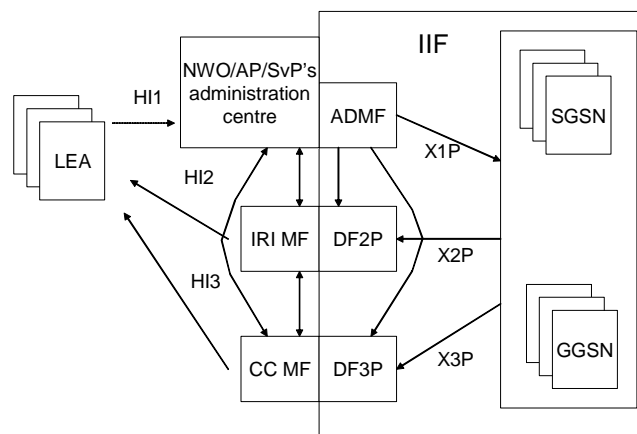 IIF
NWO/AP/SvP's
administration
centre
HI1
ADMF
SGSN
LEA
X1P
HI2
IRI MF
DF2P
X2P
HI3
CC MF
DF3P
X3P
GGSN